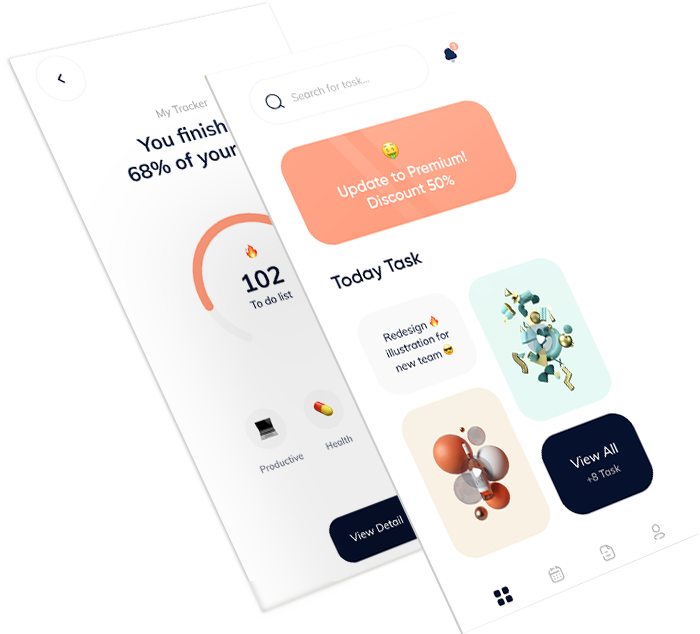 My Tracker
You finish
68% of your
102
To do list
Productive
Health
View Detail
Search for task...
Update to Premium!
Discount 50%
Today Task
Redesign 🔥
illustration for
new team 😎
View All
+8 Task